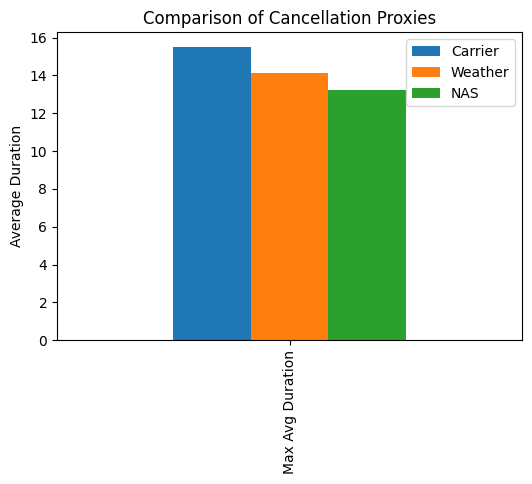 Comparison of Cancellation Proxies
Carrier
Weather
NAS
Average Duration
16
14
12
10
8
6
4
2
0
Max Avg Duration